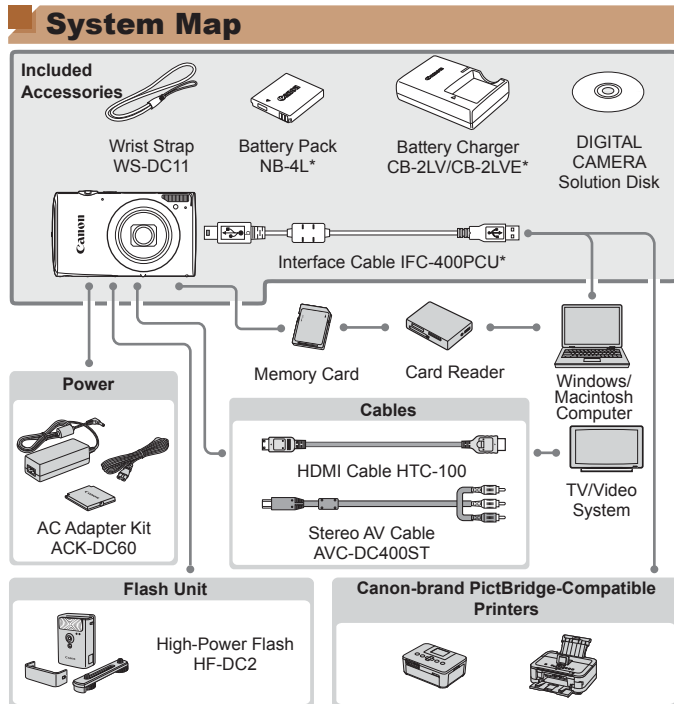 System Map
Included
Accessories
Wrist Strap
WS-DC11
Battery Pack
NB-4L*
Battery Charger
CB-2LV/CB-2LVE*
DIGITAL
CAMERA
Solution Disk
Canon
Interface Cable IFC-400PCU*
Memory Card
Card Reader
Windows/
Macintosh
Computer
Power
AC Adapter Kit
ACK-DC60
Cables
HDMI Cable HTC-100
Stereo AV Cable
AVC-DC400ST
TV/Video
System
Flash Unit
High-Power Flash
HF-DC2
Canon-brand PictBridge-Compatible
Printers